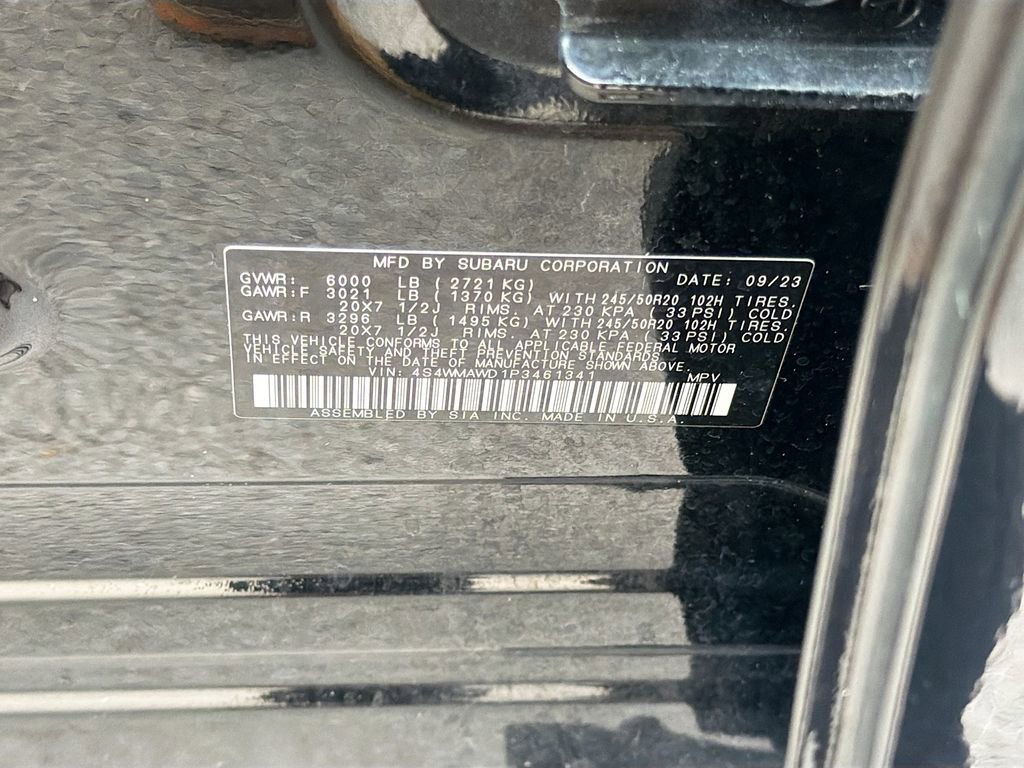 MFD BY SUBARU CORPORATION DATE: 09/23
GVWR: 6000 LB ( 2721 KG)
GAWR:F 3021 LB ( 1370 KG) WITH 245/50R20 102H TIRES.
20X7 1/2J RIMS. AT 230 KPA ( 33 PSI) COLD
GAWR:R 3296 LB ( 1495 KG) WITH 245/50R20 102H TIRES.
20X7 1/2J RIMS. AT 230 KPA ( 33 PSI) COLD
THIS VEHICLE CONFORMS TO ALL APPLICABLE FEDERAL MOTOR
VEHICLE SAFETY AND THEFT PREVENTION STANDARDS
IN EFFECT ON THE DATE OF MANUFACTURE SHOWN ABOVE.
VIN: 4S4WMAWD1P3461341 MPV
ASSEMBLED BY SIA INC. MADE IN U.S.A.